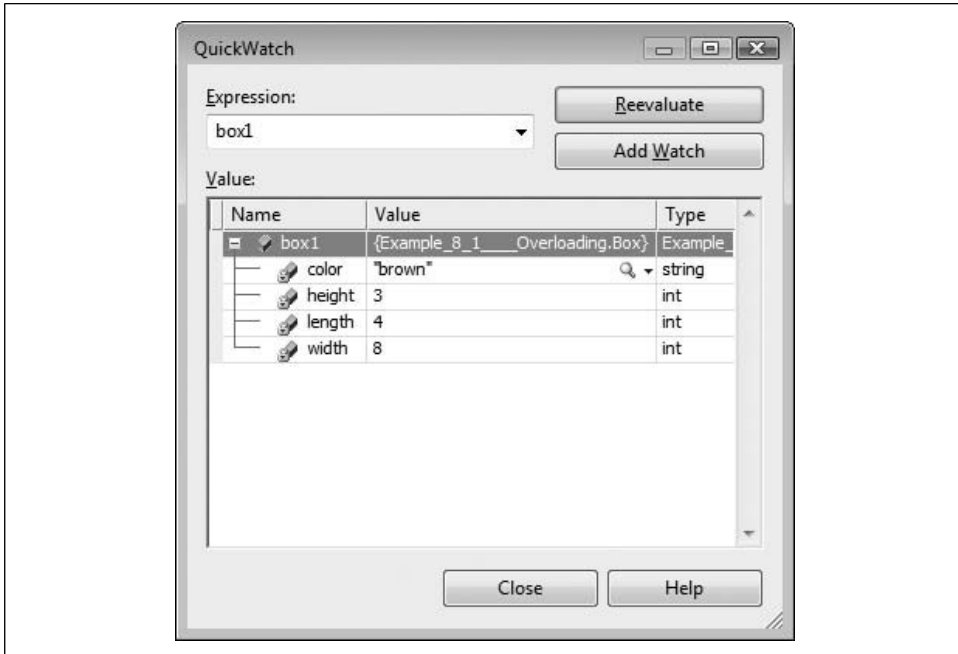 QuickWatch
Expression:
Reevaluate
box1
Add Watch
Value:
Name Value Type
box1 {Example_8_1____Overloading.Box} Example_
color "brown" string
height 3 int
length 4 int
width 8 int
Close Help